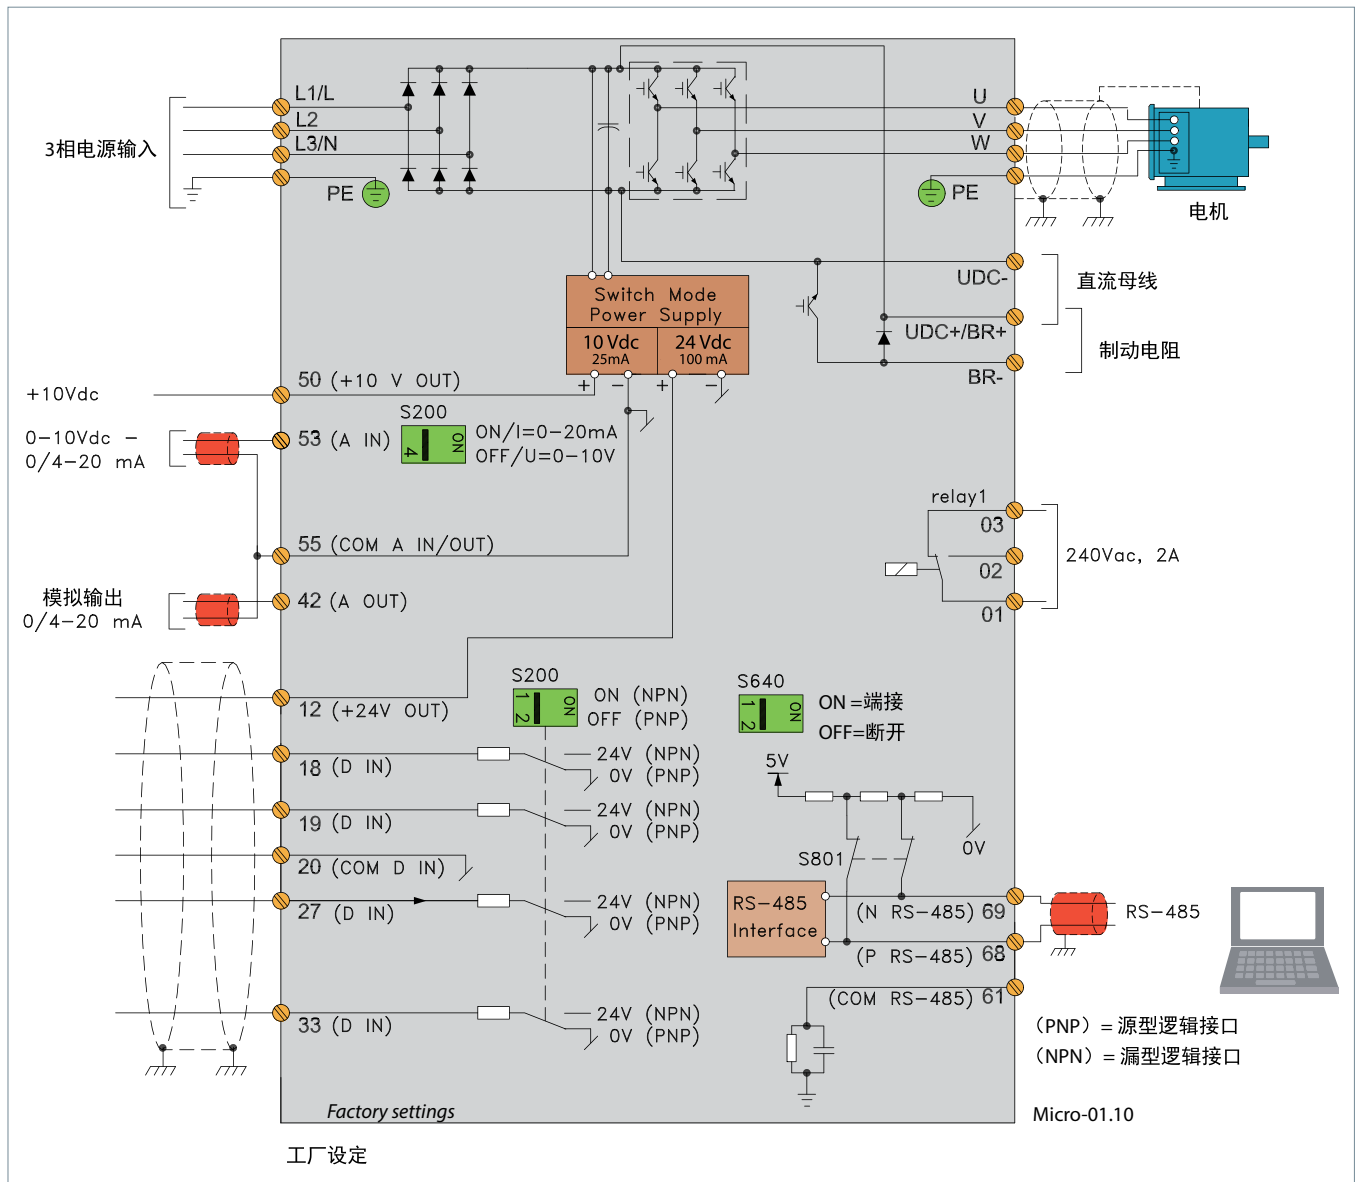 L1/L
L2
L3/N
3相电源输入
PE
U
V
W
PE
电机
UDC-
直流母线
UDC+/BR+
制动电阻
BR-
Switch Mode
Power Supply
10 Vdc
25mA
24 Vdc
100 mA
+ − + −
+10Vdc
50 (+10 V OUT)
0-10Vdc -
0/4-20 mA
53 (A IN)
S200
ON
4
ON/I=0-20mA
OFF/U=0-10V
55 (COM A IN/OUT)
模拟输出
0/4-20 mA
42 (A OUT)
relay1
03
02
01
240Vac, 2A
12 (+24V OUT)
S200
1 2
ON
ON (NPN)
OFF (PNP)
S640
1 2
ON
ON =端接
OFF=断开
18 (D IN)
24V (NPN)
0V (PNP)
19 (D IN)
24V (NPN)
0V (PNP)
20 (COM D IN)
27 (D IN)
24V (NPN)
0V (PNP)
33 (D IN)
24V (NPN)
0V (PNP)
5V
0V
S801
RS-485
Interface
(N RS-485) 69
(P RS-485) 68
(COM RS-485) 61
RS-485
（PNP）= 源型逻辑接口
（NPN）= 漏型逻辑接口
Factory settings
Micro-01.10
工厂设定